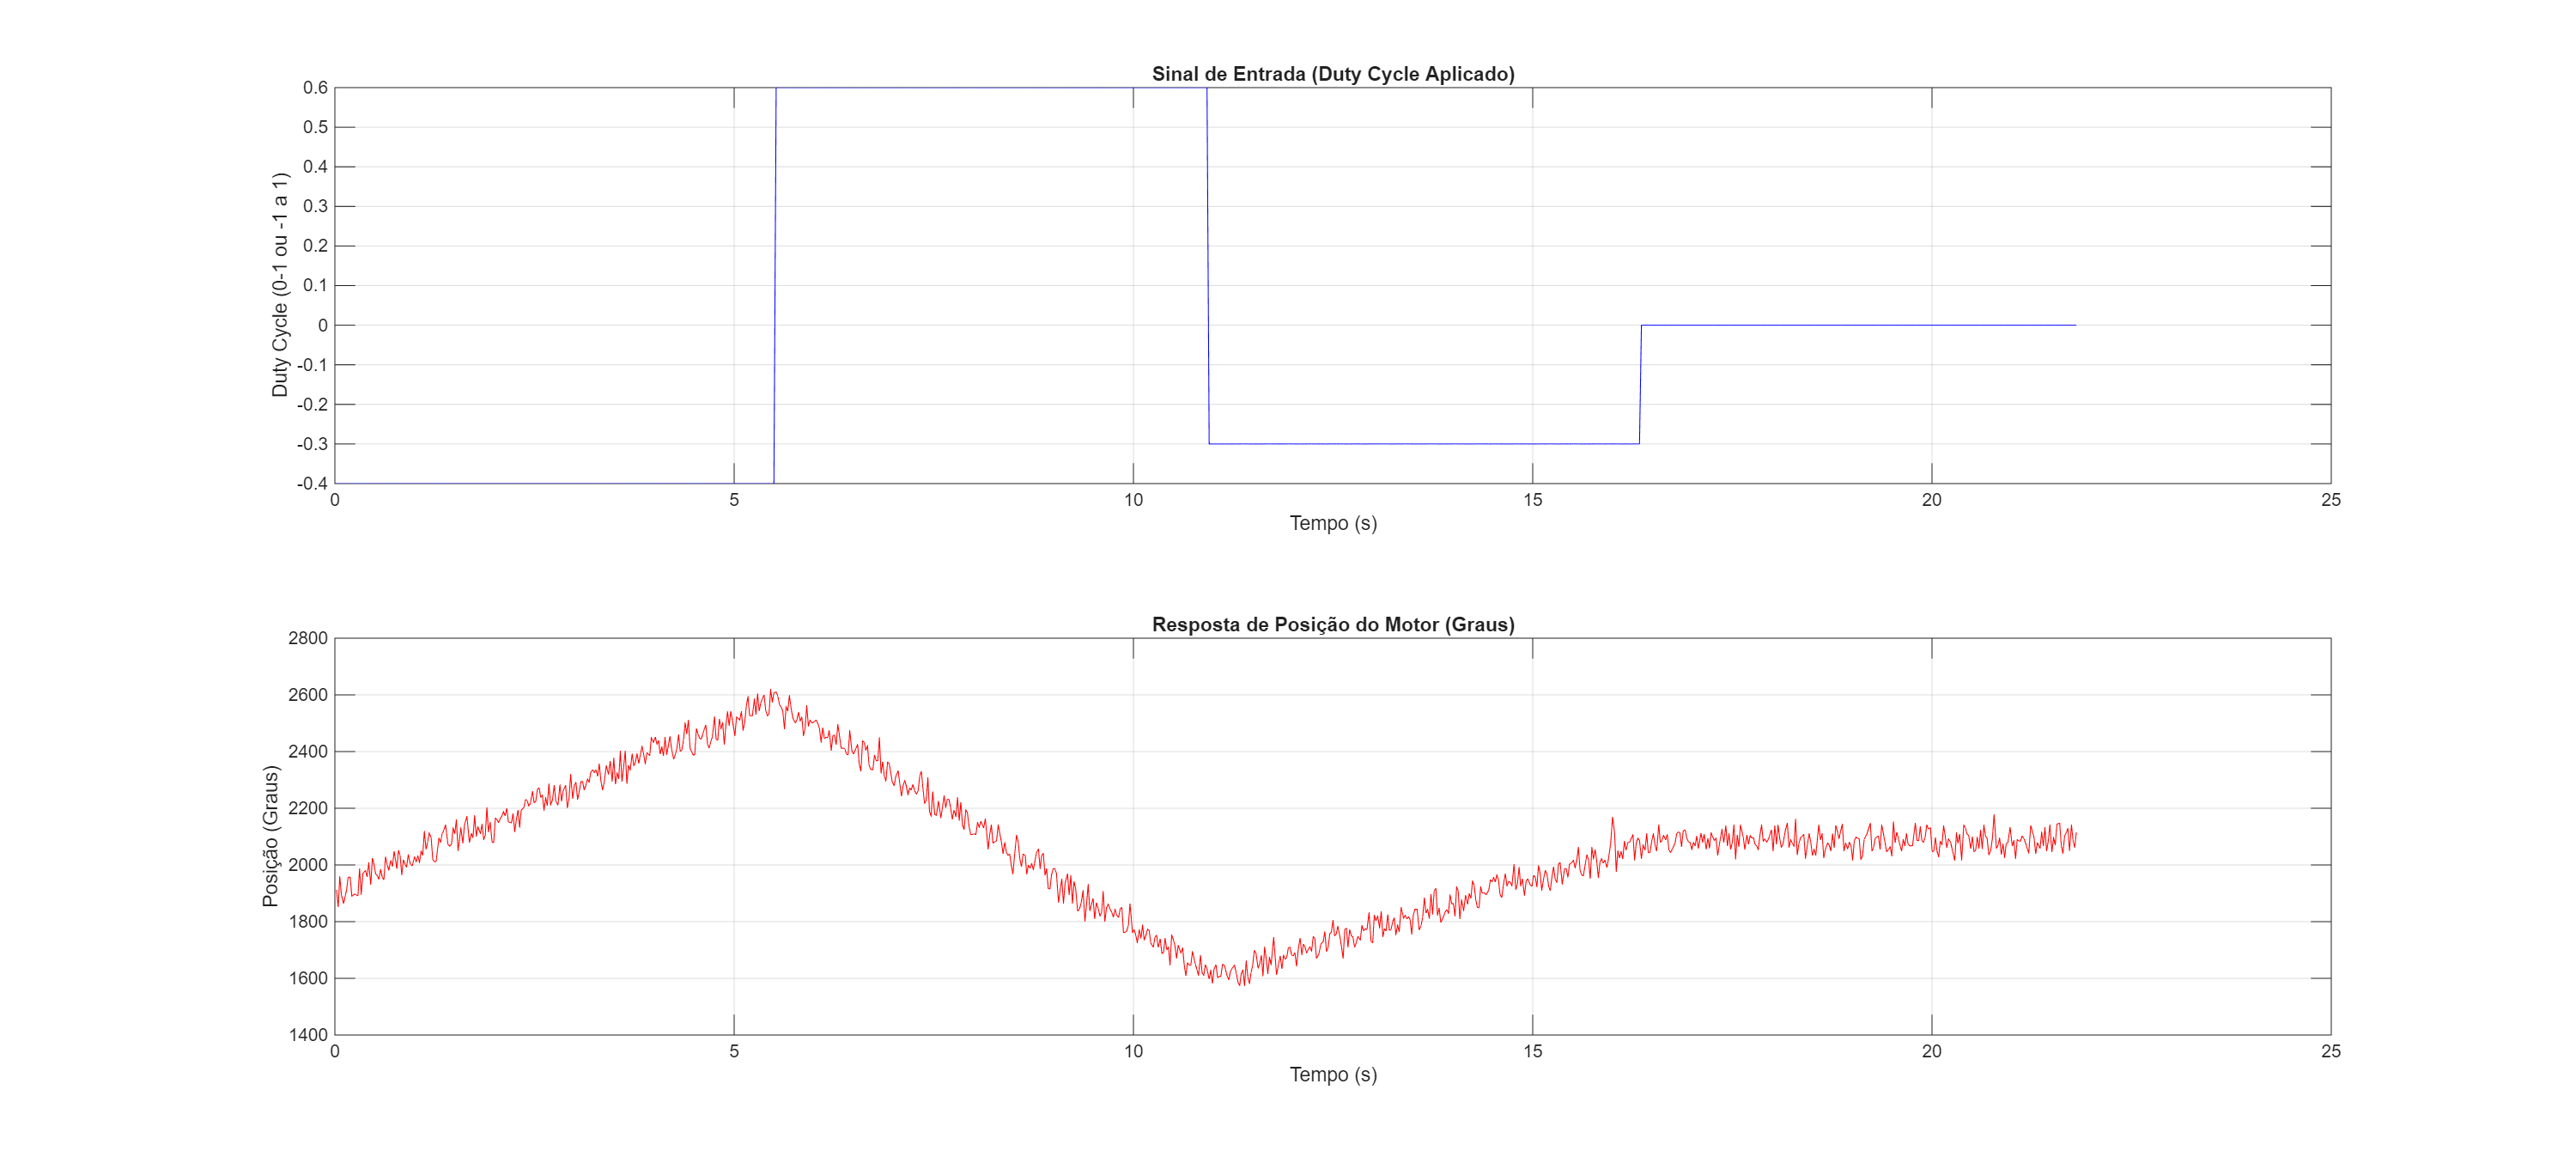 Sinal de Entrada (Duty Cycle Aplicado)
Duty Cycle (0-1 ou -1 a 1)
0.6
0.5
0.4
0.3
0.2
0.1
0
-0.1
-0.2
-0.3
-0.4
0 5 10 15 20 25
Tempo (s)
Resposta de Posição do Motor (Graus)
Posição (Graus)
2800
2600
2400
2200
2000
1800
1600
1400
0 5 10 15 20 25
Tempo (s)